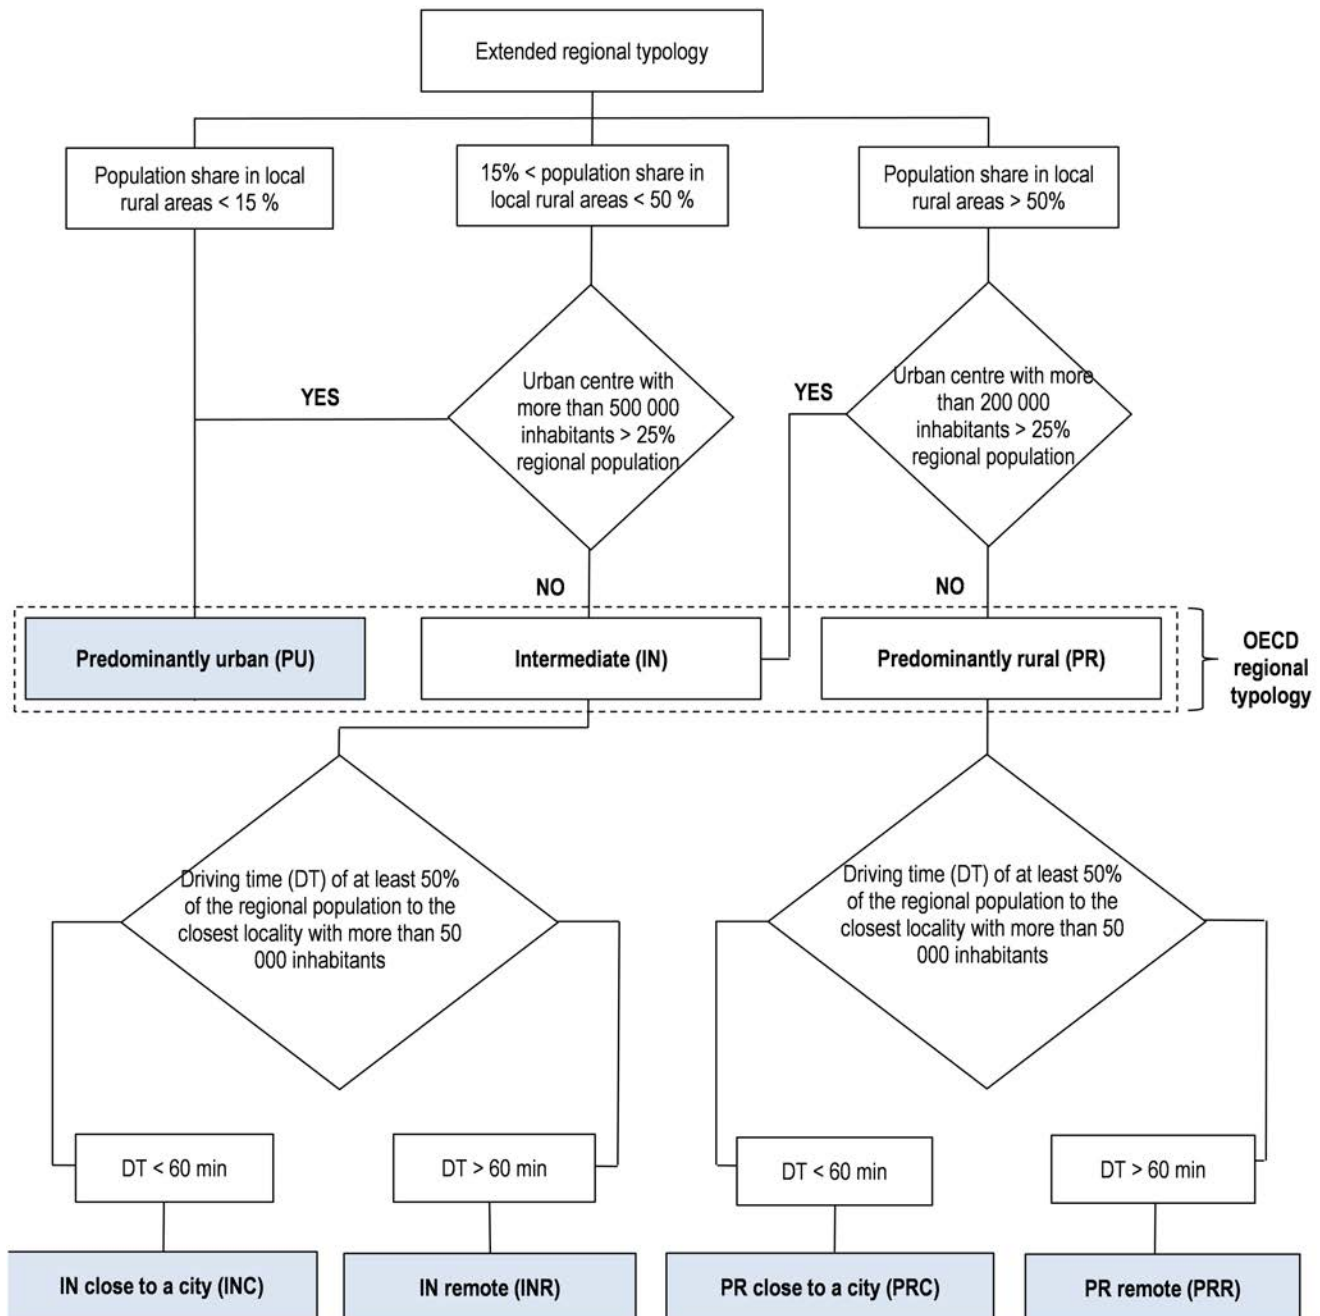 Extended regional typology
Population share in local
rural areas < 15 %
15% < population share in
local rural areas < 50 %
Population share in local
rural areas > 50%
Urban centre with
more than 500 000
inhabitants > 25%
regional population
YES
NO
Urban centre with more
than 200 000
inhabitants > 25%
regional population
YES
NO
Predominantly urban (PU)
Intermediate (IN)
Predominantly rural (PR)
OECD
regional
typology
Driving time (DT) of at least 50%
of the regional population to the
closest locality with more than 50
000 inhabitants
Driving time (DT) of at least 50%
of the regional population to the
closest locality with more than 50
000 inhabitants
DT < 60 min
DT > 60 min
DT < 60 min
DT > 60 min
IN close to a city (INC)
IN remote (INR)
PR close to a city (PRC)
PR remote (PRR)